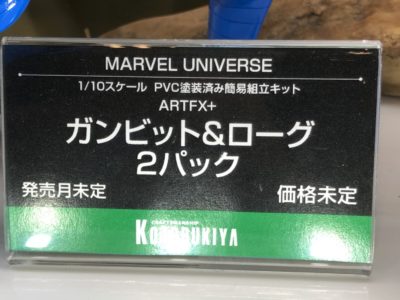 MARVEL UNIVERSE
1/10スケール PVC塗装済み簡易組立キット
ARTFX+
ガンビット&ローグ
2パック
発売月未定 価格未定
KOTOBUKIYA